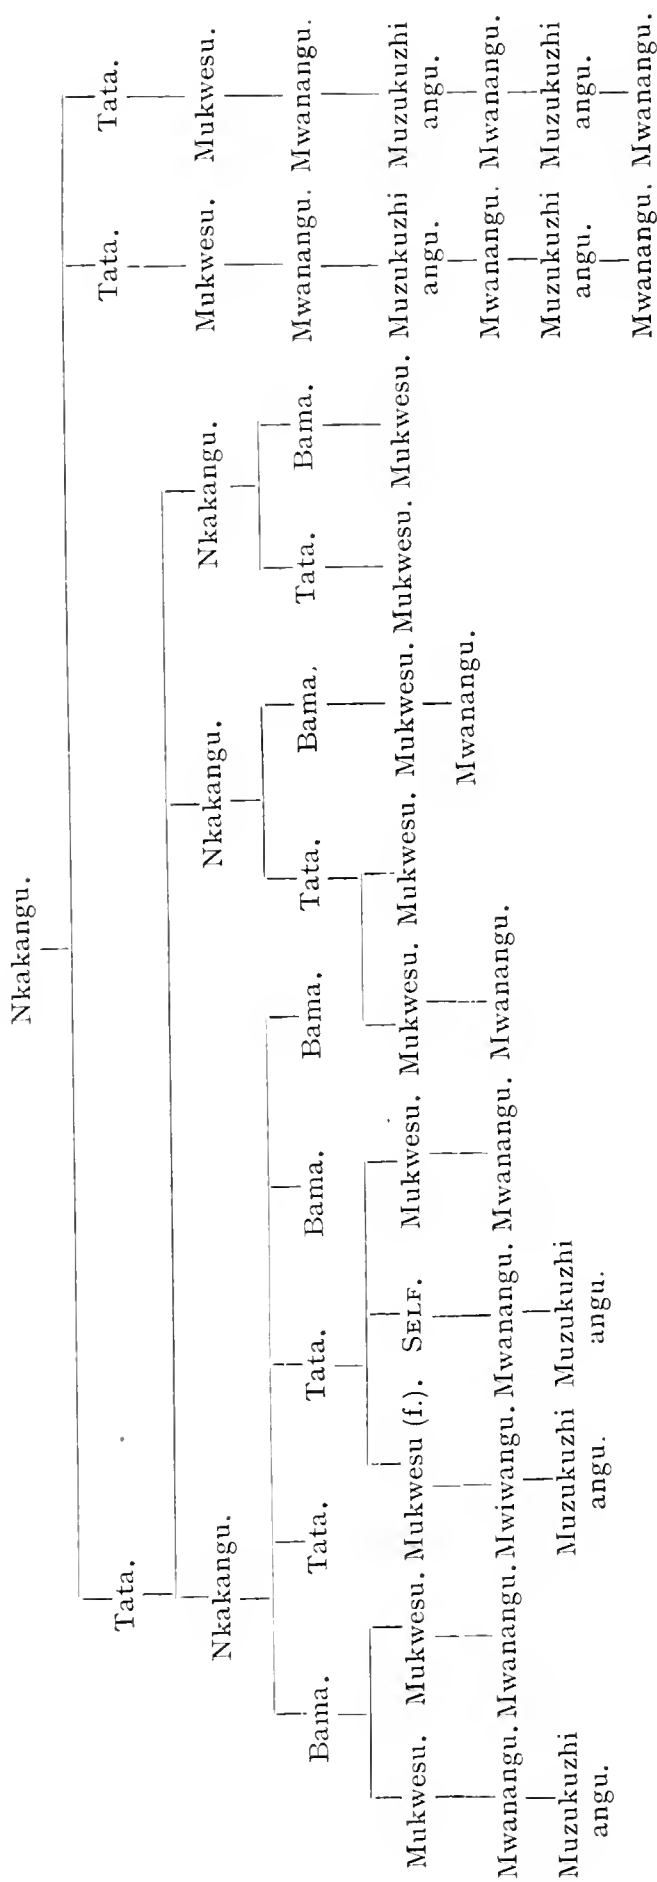 Nkakangu.
Tata. Tata. Tata.
Nkakangu. Nkakangu. Nkakangu. Mukwesu. Mukwesu.
Bama. Tata. Tata. Bama. Bama. Tata. Bama. Tata. Bama. Mwanangu. Mwanangu.
Mukwesu. Mukwesu. Mukwesu (f.). SELF. Mukwesu. Mukwesu. Mukwesu. Mukwesu. Mukwesu. Mukwesu. Muzukuzhi Muzukuzhi
angu. angu.
Mwanangu.
Mwanangu. Mwanangu. Mwiwangu. Mwanangu. Mwanangu. Mwanangu. Mwanangu. Mwanangu.
Muzukuzhi Muzukuzhi Muzukuzhi Muzukuzhi Muzukuzhi
angu. angu. angu. angu. angu.
Mwanangu. Mwanangu.